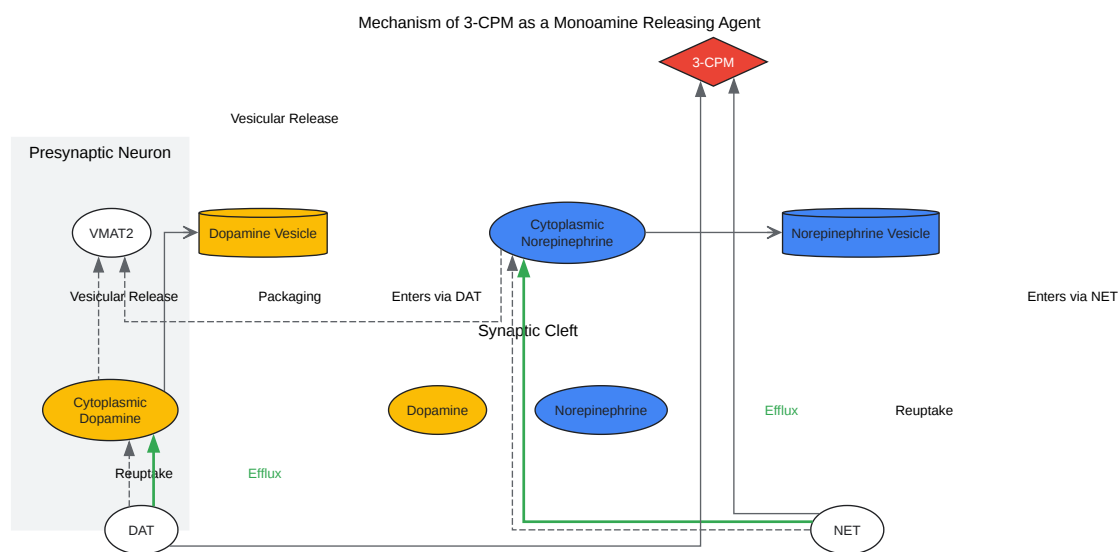 Mechanism of 3-CPM as a Monoamine Releasing Agent
3-CPM
Vesicular Release
Presynaptic Neuron
VMAT2
Dopamine Vesicle
Cytoplasmic
Norepinephrine
Norepinephrine Vesicle
Vesicular Release
Packaging
Enters via DAT
Enters via NET
Synaptic Cleft
Cytoplasmic
Dopamine
Dopamine
Norepinephrine
Efflux
Reuptake
Reuptake
Efflux
DAT
NET